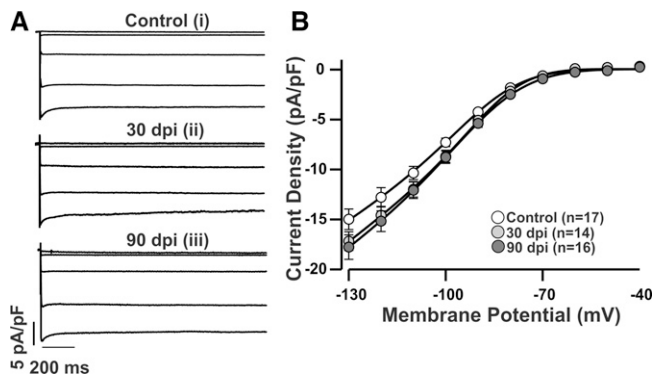 A
Control (i)
30 dpi (ii)
90 dpi (iii)
5 pA/pF
200 ms
B
Current Density (pA/pF)
0
-5
-10
-15
-20
Control (n=17)
30 dpi (n=14)
90 dpi (n=16)
-130 -100 -70 -40
Membrane Potential (mV)